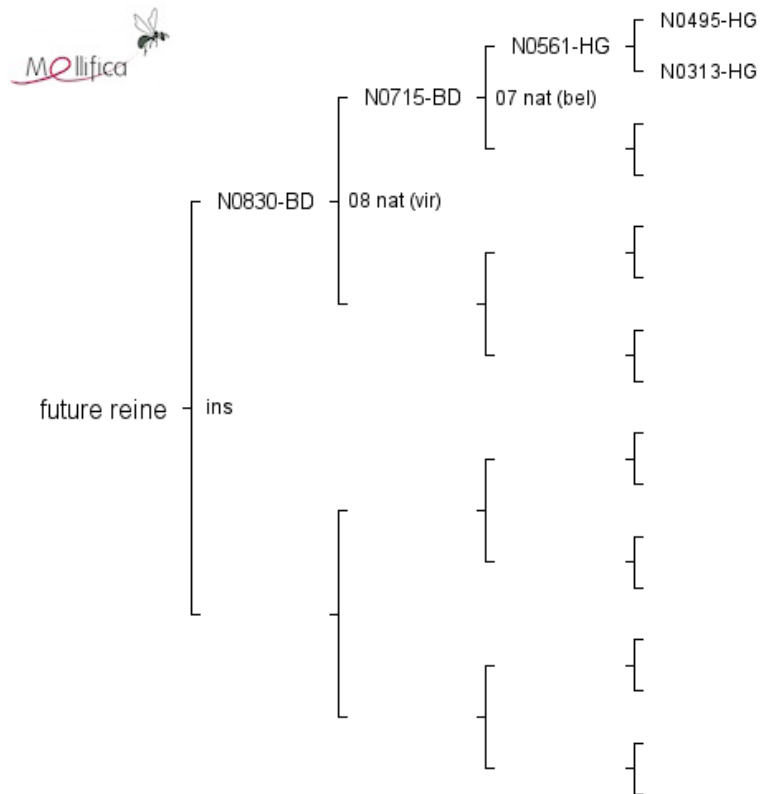 N0495-HG
N0561-HG
Mellifica
N0313-HG
N0715-BD
07 nat (bel)
N0830-BD
08 nat (vir)
future reine
ins